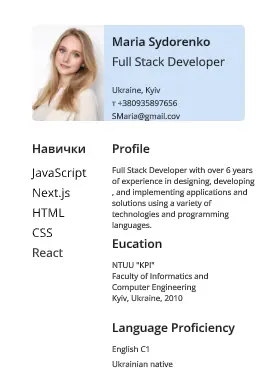 Maria Sydorenko
Full Stack Developer
Ukraine, Kyiv
т +380935897656
SMaria@gmail.cov
Навички
JavaScript
Next.js
HTML
CSS
React
Profile
Full Stack Developer with over 6 years
of experience in designing, developing
, and implementing applications and
solutions using a variety of
technologies and programming
languages.
Eucation
NTUU "KPI"
Faculty of Informatics and
Computer Engineering
Kyiv, Ukraine, 2010
Language Proficiency
English C1
Ukrainian native